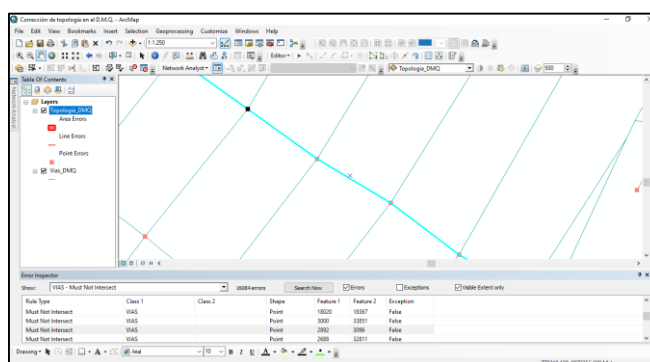 Corrección de topología en el D.M.Q. - ArcMap
File Edit View Bookmarks Insert Selection Geoprocessing Customize Windows Help
1:1.250
Editor
Network Analyst
Topologia_DMQ
500
Table Of Contents
Layers
Topologia_DMQ
Area Errors
Line Errors
Point Errors
Vias_DMQ
Error Inspector
Show: VIAS - Must Not Intersect 16084 errors Search Now Errors Exceptions Visible Extent only
Rule Type Class 1 Class 2 Shape Feature 1 Feature 2 Exception
Must Not Intersect VIAS Point 18020 18367 False
Must Not Intersect VIAS Point 3000 33851 False
Must Not Intersect VIAS Point 2892 3096 False
Must Not Intersect VIAS Point 2688 32811 False
Drawing A Arial 10 B I U A